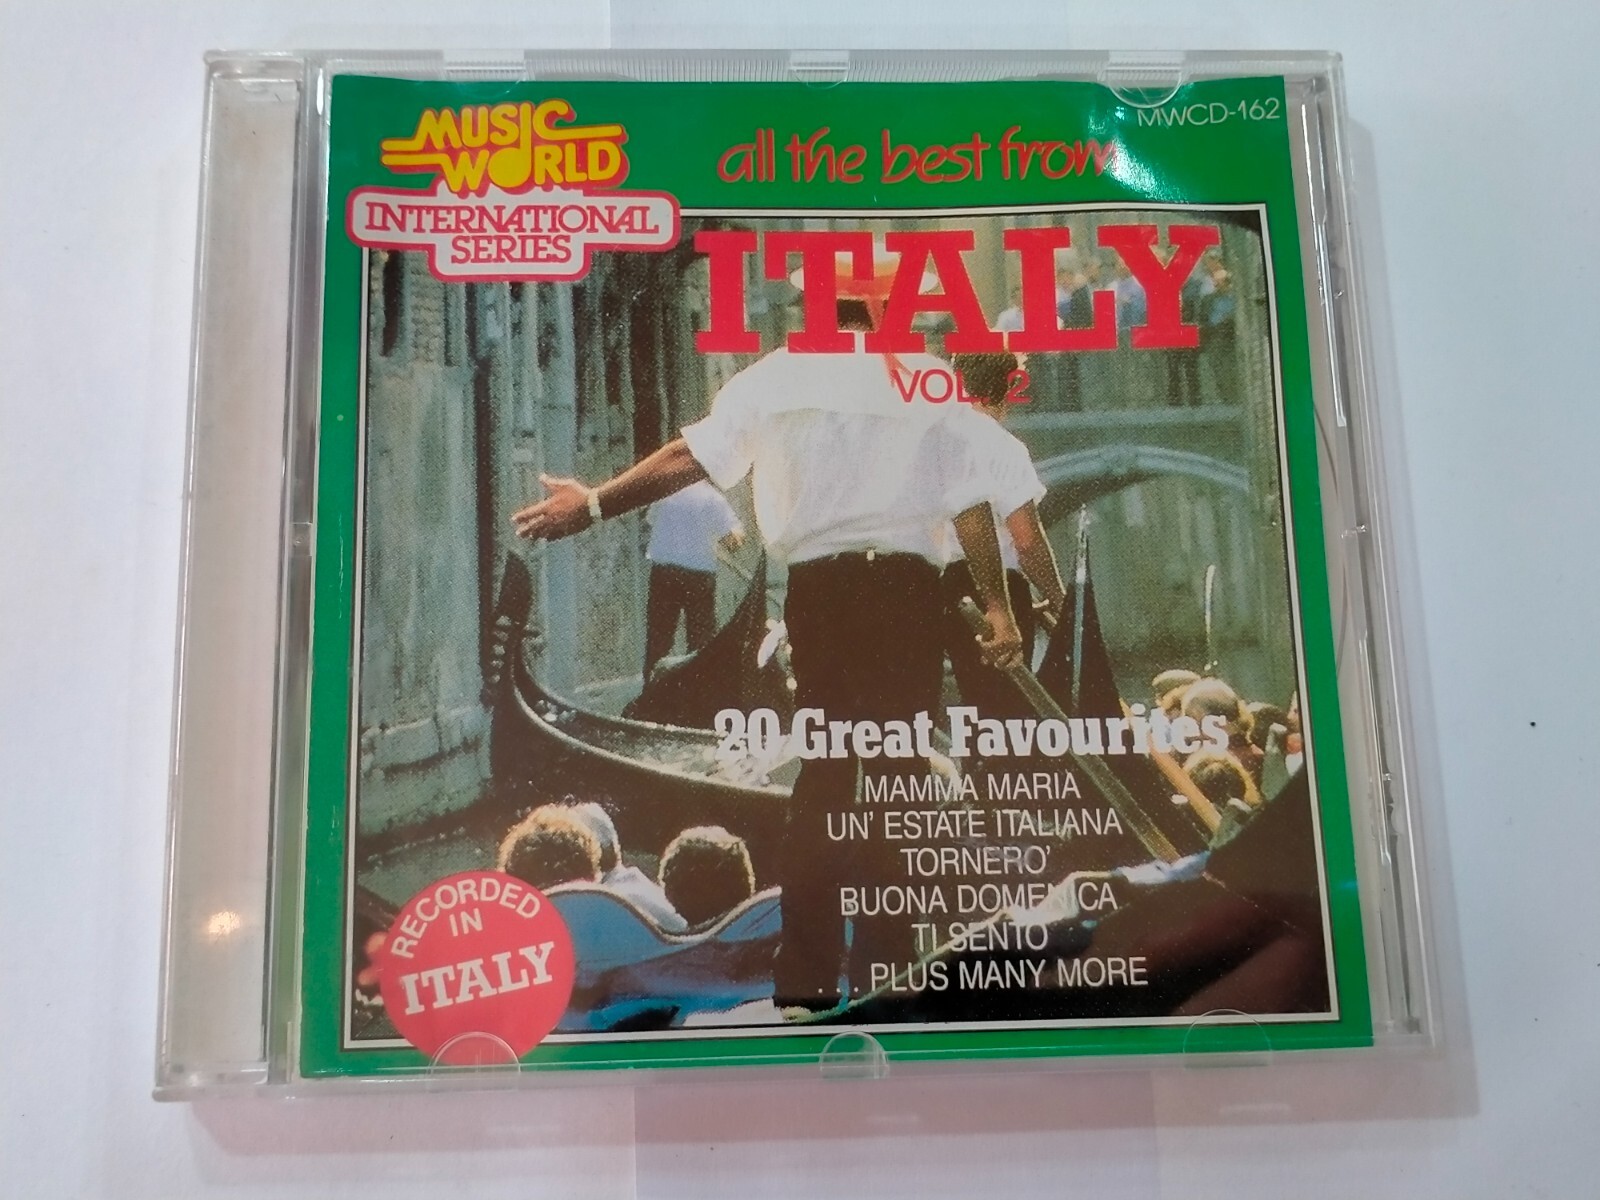 MUSIC
WORLD
INTERNATIONAL
SERIES
all the best from
MWCD-162
ITALY
VOL. 2
20 Great Favourites
MAMMA MARIA
UN' ESTATE ITALIANA
TORNERO'
BUONA DOMENICA
TI SENTO
... PLUS MANY MORE
RECORDED
IN
ITALY